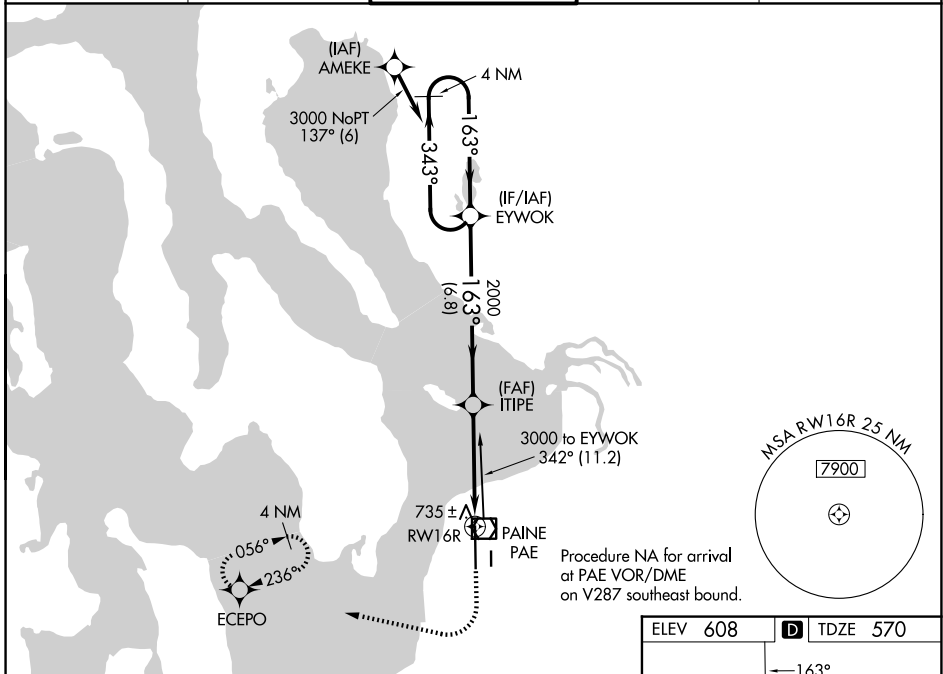 (IAF)
AMEKE
4 NM
3000 NoPT
137° (6)
163°
343°
(IF/IAF)
EYWOK
2000
163°
(6.8)
(FAF)
ITIPE
3000 to EYWOK
342° (11.2)
MSA RW16R 25 NM
7900
735 ±
RW16R
PAINE
PAE
4 NM
056°
236°
ECEPO
Procedure NA for arrival
at PAE VOR/DME
on V287 southeast bound.
ELEV 608 D TDZE 570
163°